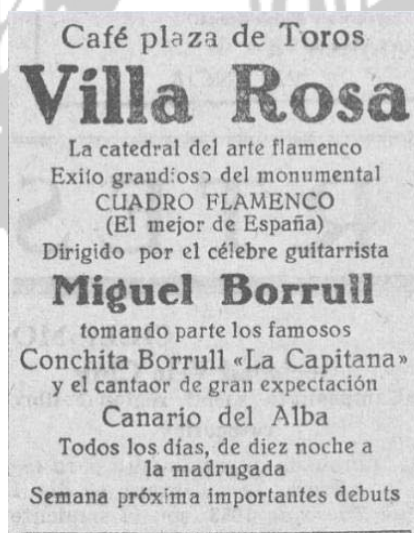 Café plaza de Toros
Villa Rosa
La catedral del arte flamenco
Exito grandioso del monumental
CUADRO FLAMENCO
(El mejor de España)
Dirigido por el célebre guitarrista
Miguel Borrull
tomando parte los famosos
Conchita Borrull «La Capitana»
y el cantaor de gran expectación
Canario del Alba
Todos los días, de diez noche a
la madrugada
Semana próxima importantes debuts